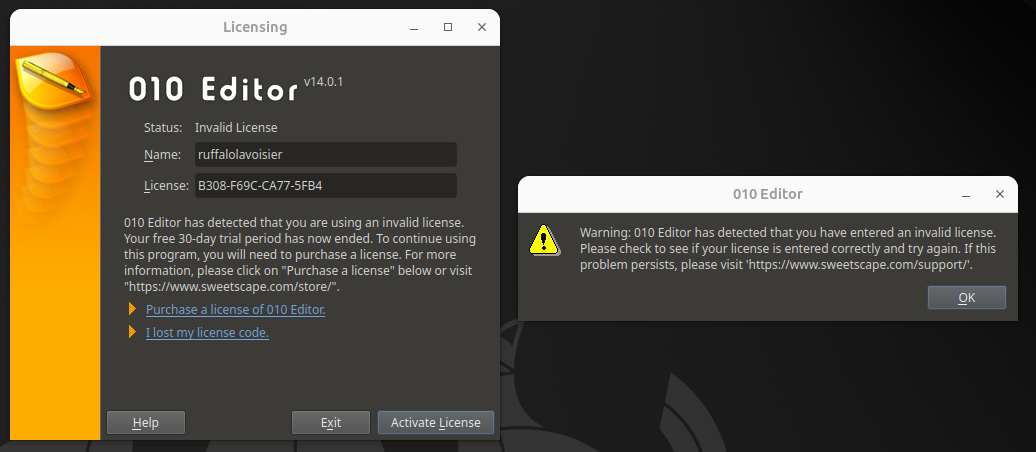 Licensing
010 Editor v14.0.1
Status: Invalid License
Name: ruffalolavoisier
License: B308-F69C-CA77-5FB4
010 Editor has detected that you are using an invalid license.
Your free 30-day trial period has now ended. To continue using
this program, you will need to purchase a license. For more
information, please click on "Purchase a license" below or visit
"https://www.sweetscape.com/store/".
Purchase a license of 010 Editor.
I lost my license code.
Help
Exit
Activate License
010 Editor
Warning: 010 Editor has detected that you have entered an invalid license.
Please check to see if your license is entered correctly and try again. If this
problem persists, please visit 'https://www.sweetscape.com/support/'.
OK